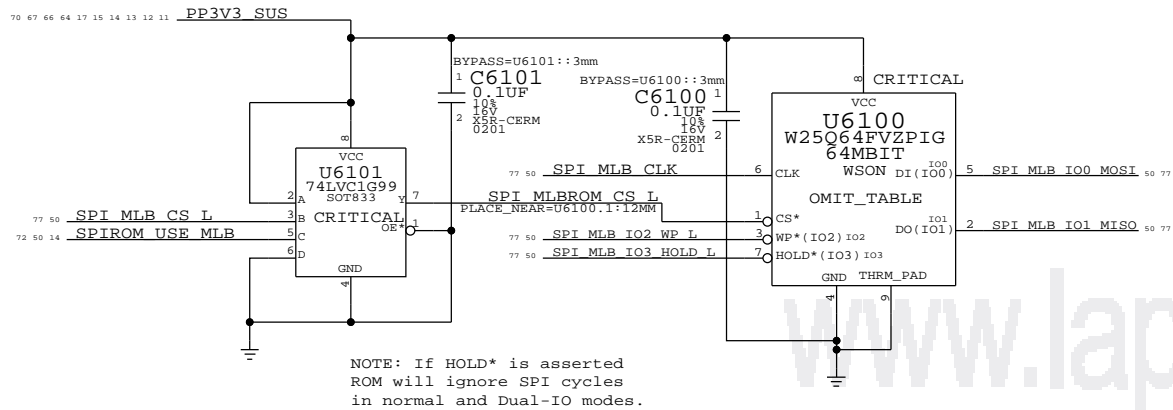 70 67 66 64 17 15 14 13 12 11 PP3V3_SUS
BYPASS=U6101::3mm
1 C6101
0.1UF
10%
16V
2 X5R-CERM
0201
BYPASS=U6100::3mm
C6100 1
0.1UF
10%
16V
X5R-CERM 2
0201
8 CRITICAL
VCC
U6100
W25Q64FVZPIG
64MBIT
WSON
OMIT_TABLE
77 50 SPI_MLB_CLK 6 CLK
IO0
DI(IO0) 5 SPI_MLB_IO0_MOSI 50 77
8
VCC
U6101
74LVC1G99
SOT833
CRITICAL
2 A
Y 7 SPI_MLBROM_CS_L
PLACE_NEAR=U6100.1:12MM
1 CS*
77 50 SPI_MLB_CS_L 3 B
72 50 14 SPIROM_USE_MLB 5 C
OE* 1
6 D
GND
4
IO1
DO(IO1) 2 SPI_MLB_IO1_MISO 50 77
77 50 SPI_MLB_IO2_WP_L 3 WP*(IO2) IO2
77 50 SPI_MLB_IO3_HOLD_L 7 HOLD*(IO3) IO3
GND THRM_PAD
4 9
NOTE: If HOLD* is asserted
ROM will ignore SPI cycles
in normal and Dual-IO modes.
www.lap